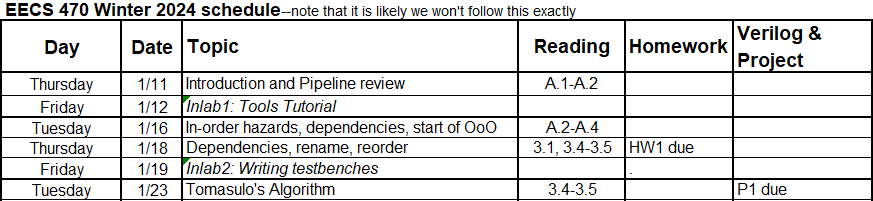 EECS 470 Winter 2024 schedule--note that it is likely we won't follow this exactly
Day Date Topic Reading Homework Verilog & Project
Thursday 1/11 Introduction and Pipeline review A.1-A.2
Friday 1/12 Inlab1: Tools Tutorial
Tuesday 1/16 In-order hazards, dependencies, start of OoO A.2-A.4
Thursday 1/18 Dependencies, rename, reorder 3.1, 3.4-3.5 HW1 due
Friday 1/19 Inlab2: Writing testbenches .
Tuesday 1/23 Tomasulo's Algorithm 3.4-3.5 P1 due